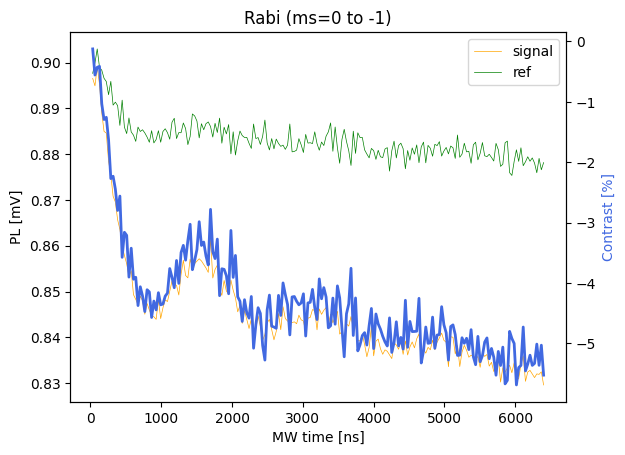 Rabi (ms=0 to -1)
signal
ref
PL [mV]
0.90
0.89
0.88
0.87
0.86
0.85
0.84
0.83
0
−1
−2
−3
−4
−5
Contrast [%]
0 1000 2000 3000 4000 5000 6000
MW time [ns]